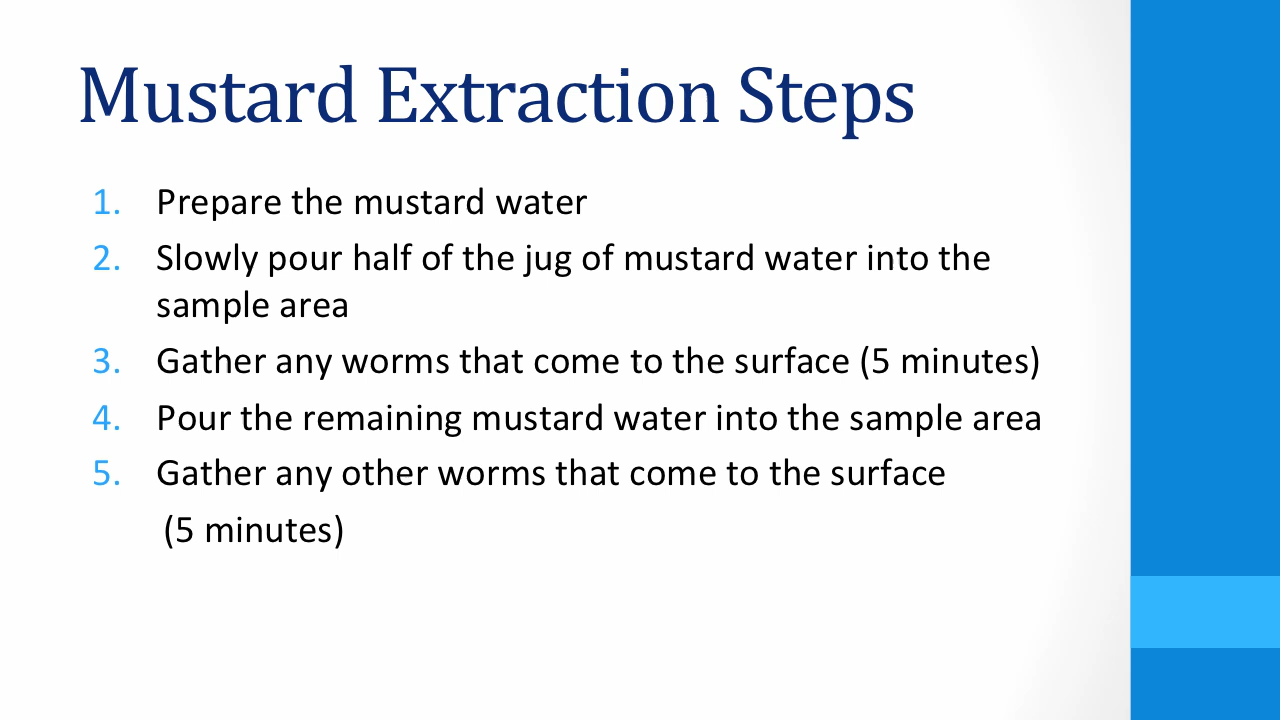 Mustard Extraction Steps
1. Prepare the mustard water
2. Slowly pour half of the jug of mustard water into the
sample area
3. Gather any worms that come to the surface (5 minutes)
4. Pour the remaining mustard water into the sample area
5. Gather any other worms that come to the surface
(5 minutes)